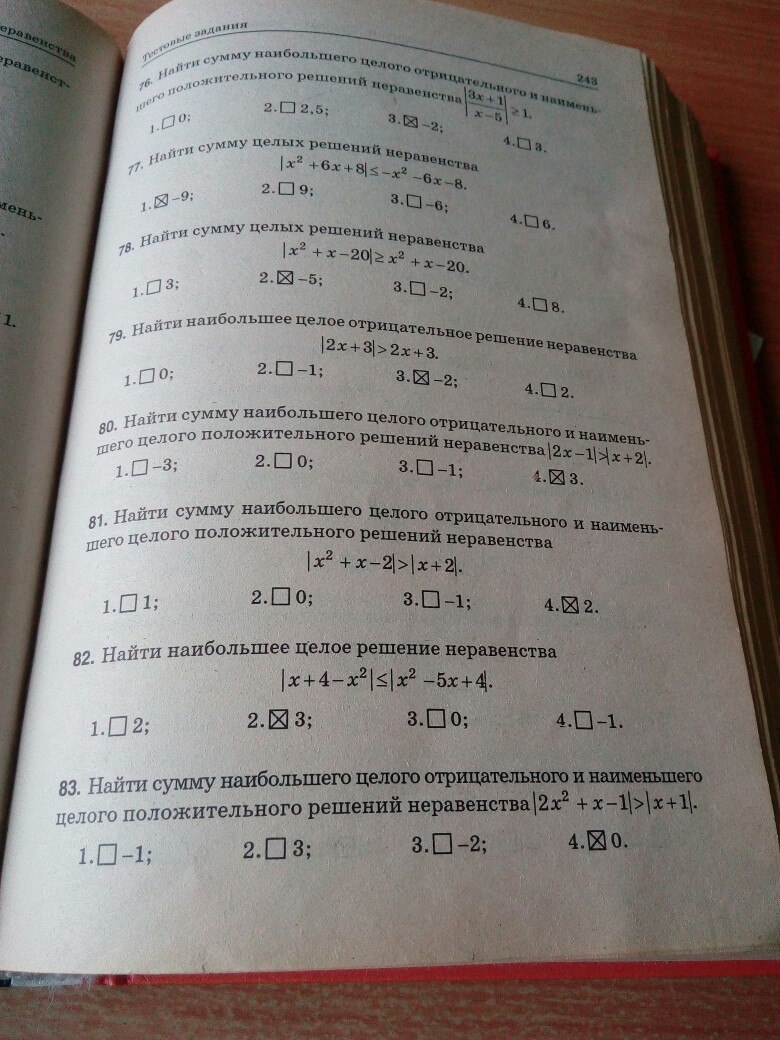 еравенства
еравенст-
мень-
1.
Тестовые задания 243
76. Найти сумму наибольшего целого отрицательного и наимень-
шего положительного решений неравенства |(3x+1)/(x−5)| ≥ 1.
1. ☐ 0; 2. ☐ 2,5; 3. ☒ −2; 4. ☐ 3.
77. Найти сумму целых решений неравенства
|x² + 6x + 8| ≤ −x² − 6x − 8.
1. ☒ −9; 2. ☐ 9; 3. ☐ −6; 4. ☐ 6.
78. Найти сумму целых решений неравенства
|x² + x − 20| ≥ x² + x − 20.
1. ☐ 3; 2. ☒ −5; 3. ☐ −2; 4. ☐ 8.
79. Найти наибольшее целое отрицательное решение неравенства
|2x + 3| > 2x + 3.
1. ☐ 0; 2. ☐ −1; 3. ☒ −2; 4. ☐ 2.
80. Найти сумму наибольшего целого отрицательного и наимень-
шего целого положительного решений неравенства |2x − 1| > |x + 2|.
1. ☐ −3; 2. ☐ 0; 3. ☐ −1; 4. ☒ 3.
81. Найти сумму наибольшего целого отрицательного и наимень-
шего целого положительного решений неравенства
|x² + x − 2| > |x + 2|.
1. ☐ 1; 2. ☐ 0; 3. ☐ −1; 4. ☒ 2.
82. Найти наибольшее целое решение неравенства
|x + 4 − x²| ≤ |x² − 5x + 4|.
1. ☐ 2; 2. ☒ 3; 3. ☐ 0; 4. ☐ −1.
83. Найти сумму наибольшего целого отрицательного и наименьшего
целого положительного решений неравенства |2x² + x − 1| > |x + 1|.
1. ☐ −1; 2. ☐ 3; 3. ☐ −2; 4. ☒ 0.